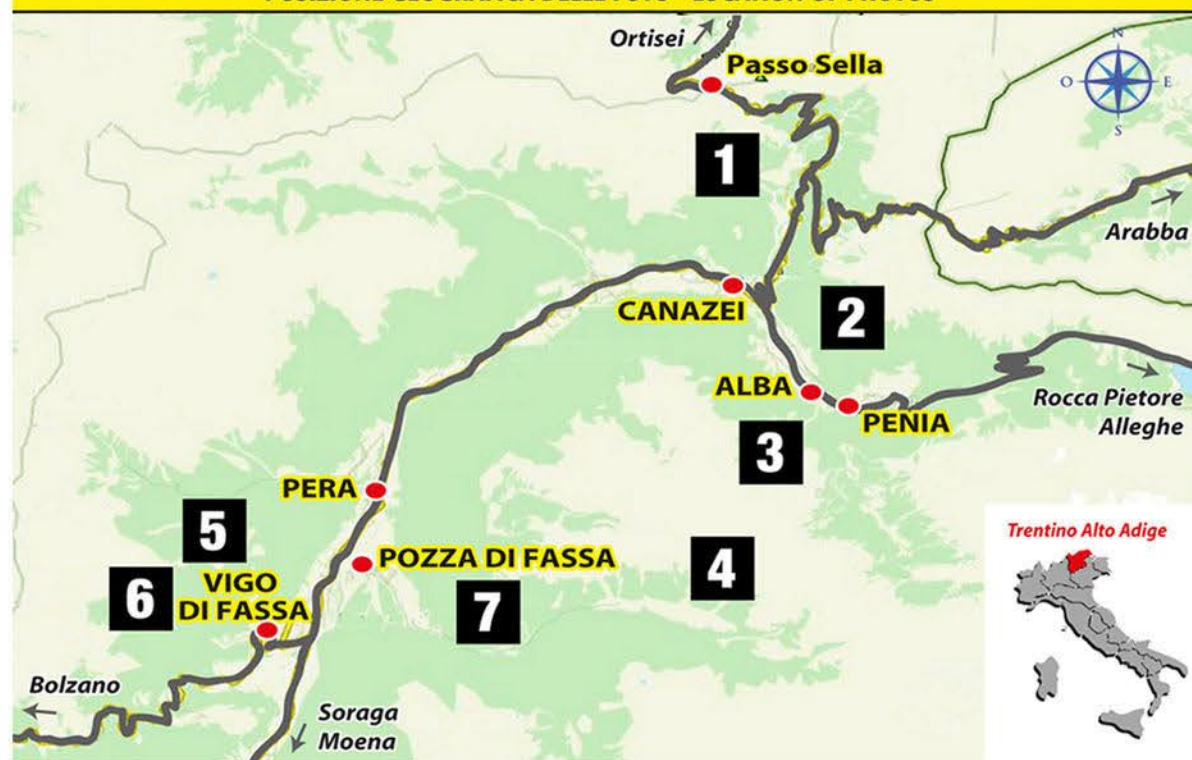 Ortisei
N
Passo Sella
O
E
S
1
Arabba
CANAZEI
2
ALBA
PENIA
Rocca Pietore
Alleghe
3
PERA
5
Trentino Alto Adige
POZZA DI FASSA
4
VIGO
DI FASSA
6
7
Bolzano
Soraga
Moena